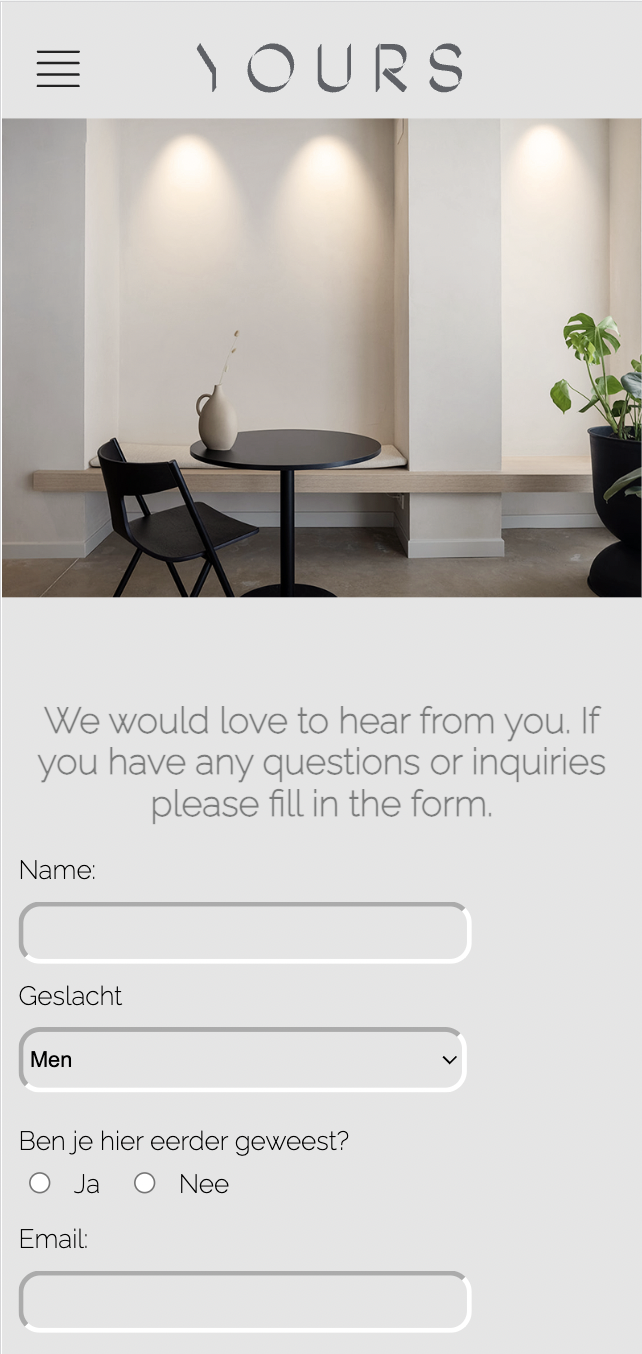 YOURS
We would love to hear from you. If
you have any questions or inquiries
please fill in the form.
Name:
Geslacht
Men
Ben je hier eerder geweest?
Ja Nee
Email: